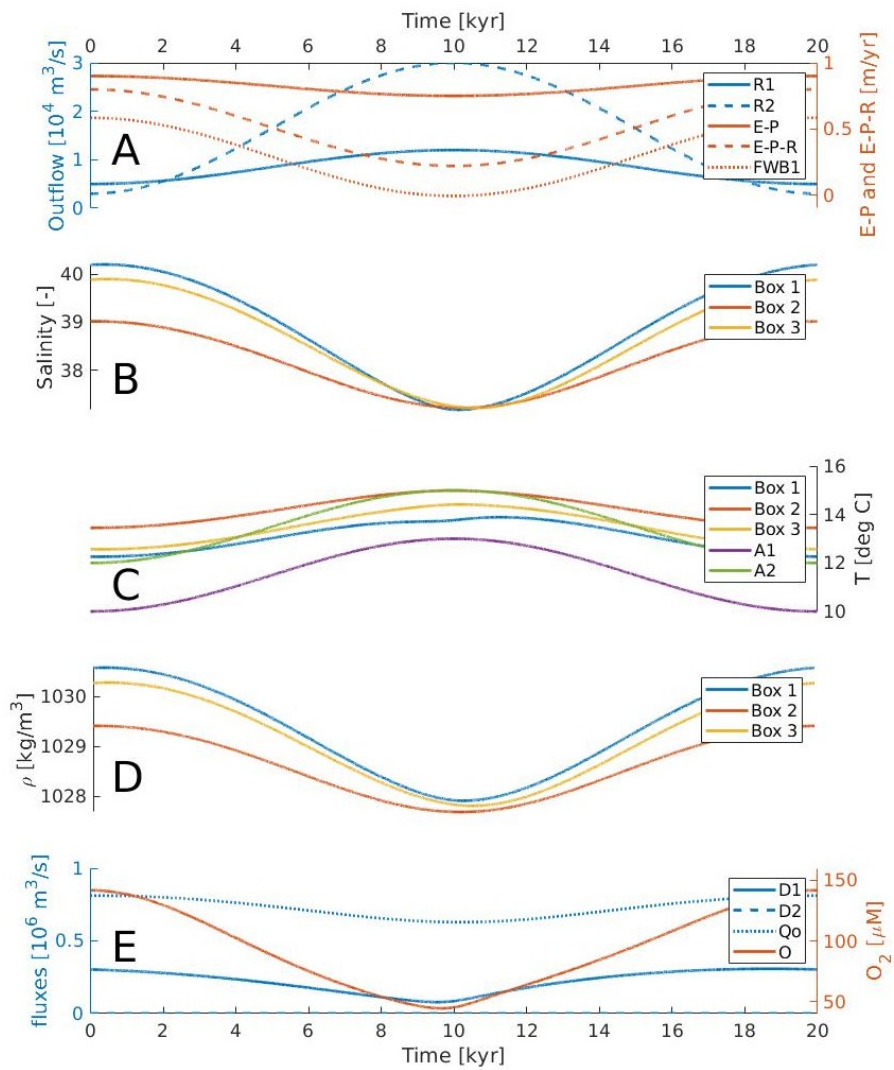 Time [kyr]
0 2 4 6 8 10 12 14 16 18 20
Outflow [10⁴ m³/s]
3
2
1
0
A
R1
R2
E-P
E-P-R
FWB1
1
0.5
0
E-P and E-P-R [m/yr]
Salinity [-]
40
39
38
B
Box 1
Box 2
Box 3
C
Box 1
Box 2
Box 3
A1
A2
16
14
12
10
T [deg C]
ρ [kg/m³]
1030
1029
1028
D
Box 1
Box 2
Box 3
fluxes [10⁶ m³/s]
1
0.5
0
E
D1
D2
Qo
O
150
100
50
O₂ [μM]
0 2 4 6 8 10 12 14 16 18 20
Time [kyr]